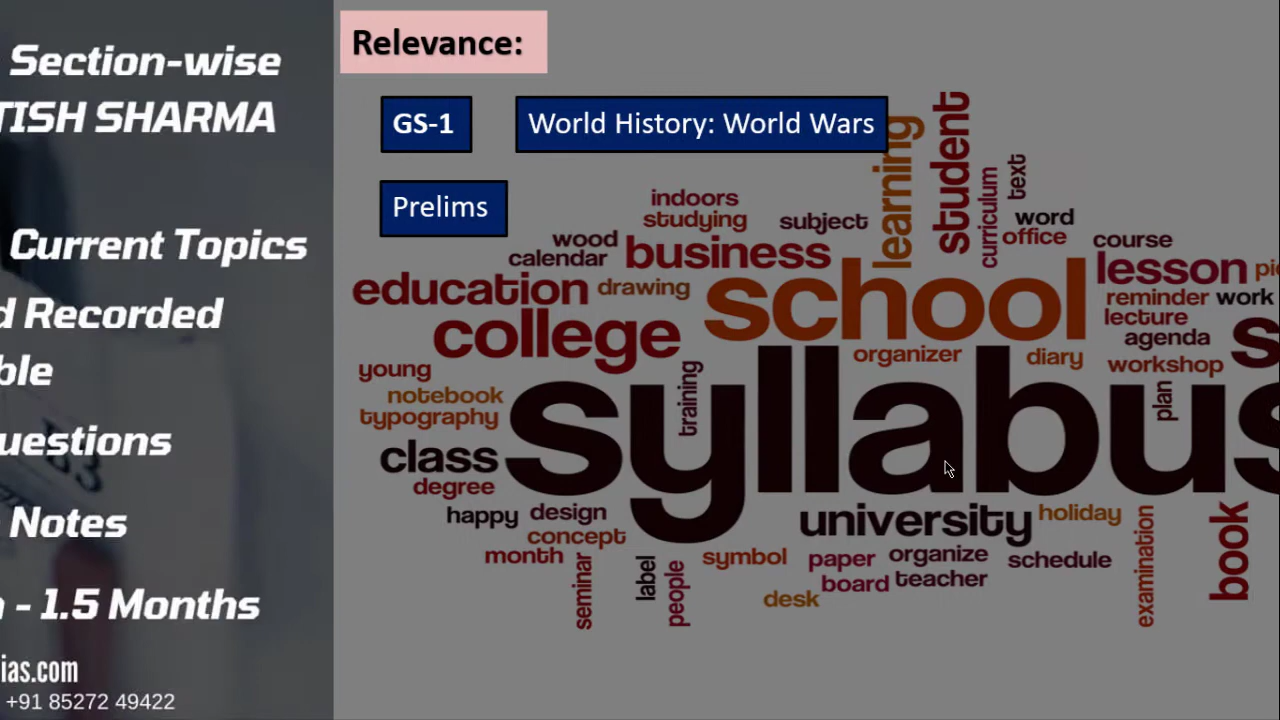 Section-wise
TISH SHARMA
Current Topics
d Recorded
ble
uestions
Notes
- 1.5 Months
ias.com
+91 85272 49422
Relevance:
GS-1
World History: World Wars
Prelims
learning
student
curriculum
text
indoors
studying
subject
word
office
wood
calendar
business
course
lesson
education
drawing
school
reminder
work
lecture
agenda
college
organizer
diary
workshop
young
notebook
typography
training
syllabus
plan
class
degree
happy
design
concept
month
seminar
label
people
symbol
university
holiday
paper
organize
schedule
board
teacher
desk
examination
book